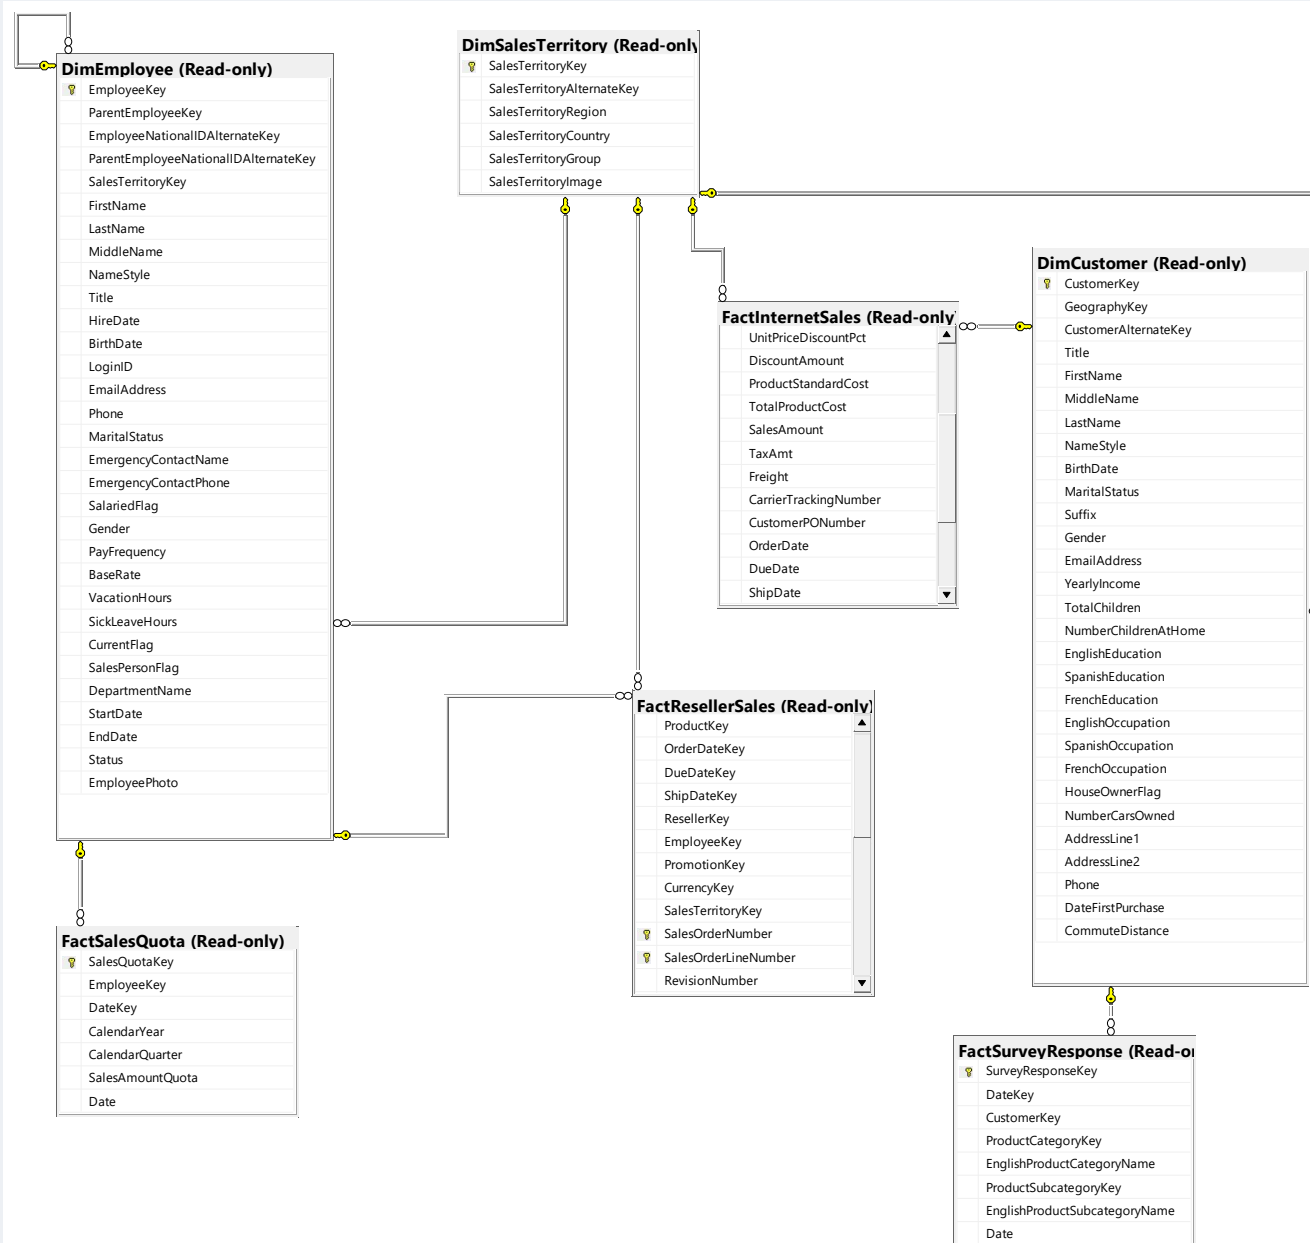 DimEmployee (Read-only)
EmployeeKey
ParentEmployeeKey
EmployeeNationalIDAlternateKey
ParentEmployeeNationalIDAlternateKey
SalesTerritoryKey
FirstName
LastName
MiddleName
NameStyle
Title
HireDate
BirthDate
LoginID
EmailAddress
Phone
MaritalStatus
EmergencyContactName
EmergencyContactPhone
SalariedFlag
Gender
PayFrequency
BaseRate
VacationHours
SickLeaveHours
CurrentFlag
SalesPersonFlag
DepartmentName
StartDate
EndDate
Status
EmployeePhoto
FactSalesQuota (Read-only)
SalesQuotaKey
EmployeeKey
DateKey
CalendarYear
CalendarQuarter
SalesAmountQuota
Date
DimSalesTerritory (Read-only
SalesTerritoryKey
SalesTerritoryAlternateKey
SalesTerritoryRegion
SalesTerritoryCountry
SalesTerritoryGroup
SalesTerritoryImage
FactInternetSales (Read-only
UnitPriceDiscountPct
DiscountAmount
ProductStandardCost
TotalProductCost
SalesAmount
TaxAmt
Freight
CarrierTrackingNumber
CustomerPONumber
OrderDate
DueDate
ShipDate
FactResellerSales (Read-only)
ProductKey
OrderDateKey
DueDateKey
ShipDateKey
ResellerKey
EmployeeKey
PromotionKey
CurrencyKey
SalesTerritoryKey
SalesOrderNumber
SalesOrderLineNumber
RevisionNumber
DimCustomer (Read-only)
CustomerKey
GeographyKey
CustomerAlternateKey
Title
FirstName
MiddleName
LastName
NameStyle
BirthDate
MaritalStatus
Suffix
Gender
EmailAddress
YearlyIncome
TotalChildren
NumberChildrenAtHome
EnglishEducation
SpanishEducation
FrenchEducation
EnglishOccupation
SpanishOccupation
FrenchOccupation
HouseOwnerFlag
NumberCarsOwned
AddressLine1
AddressLine2
Phone
DateFirstPurchase
CommuteDistance
FactSurveyResponse (Read-o
SurveyResponseKey
DateKey
CustomerKey
ProductCategoryKey
EnglishProductCategoryName
ProductSubcategoryKey
EnglishProductSubcategoryName
Date